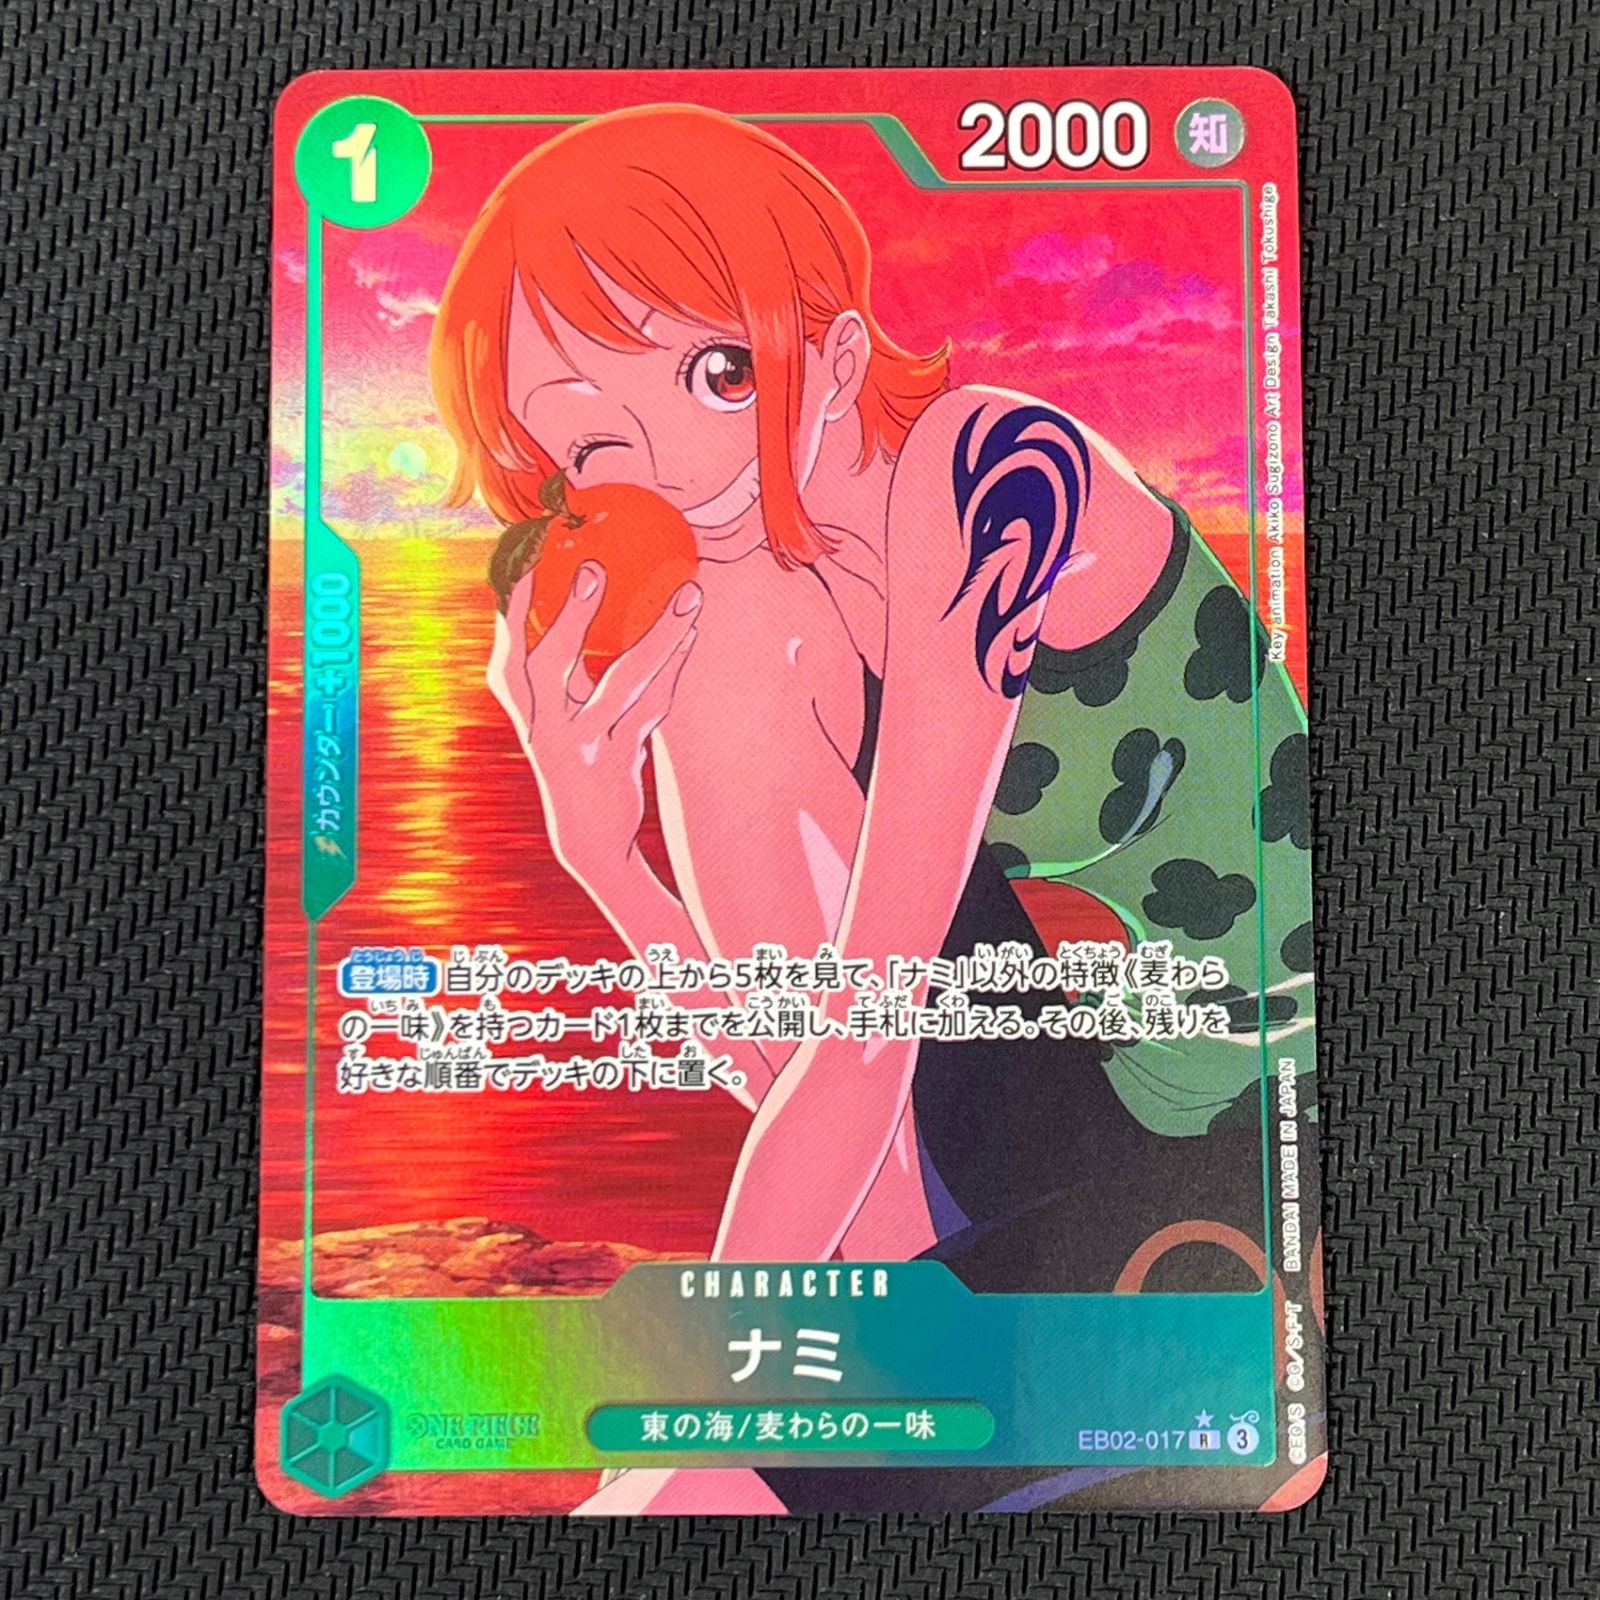 1
2000
知
Key animation Akiko Sugizono Art Design Takashi Tokushige
カウンター+1000
登場時 自分のデッキの上から5枚を見て、「ナミ」以外の特徴《麦わら
の一味》を持つカード1枚までを公開し、手札に加える。その後、残りを
好きな順番でデッキの下に置く。
CHARACTER
ナミ
東の海/麦わらの一味
ONE PIECE
CARD GAME
EB02-017 R 3
©E.O/S ©O/S・F・T BANDAI MADE IN JAPAN